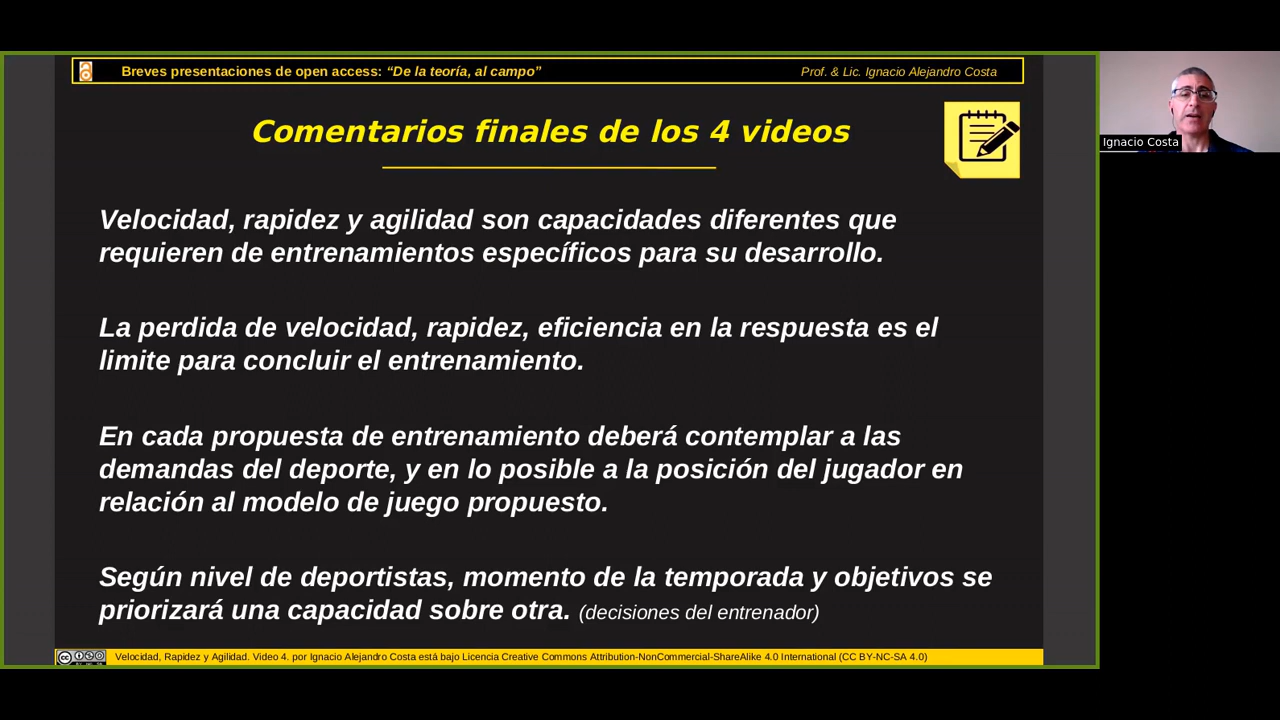 Breves presentaciones de open access: “De la teoría, al campo”
Prof. & Lic. Ignacio Alejandro Costa
Comentarios finales de los 4 videos
Ignacio Costa
Velocidad, rapidez y agilidad son capacidades diferentes que
requieren de entrenamientos específicos para su desarrollo.
La perdida de velocidad, rapidez, eficiencia en la respuesta es el
limite para concluir el entrenamiento.
En cada propuesta de entrenamiento deberá contemplar a las
demandas del deporte, y en lo posible a la posición del jugador en
relación al modelo de juego propuesto.
Según nivel de deportistas, momento de la temporada y objetivos se
priorizará una capacidad sobre otra. (decisiones del entrenador)
Velocidad, Rapidez y Agilidad. Video 4. por Ignacio Alejandro Costa está bajo Licencia Creative Commons Attribution-NonCommercial-ShareAlike 4.0 International (CC BY-NC-SA 4.0)